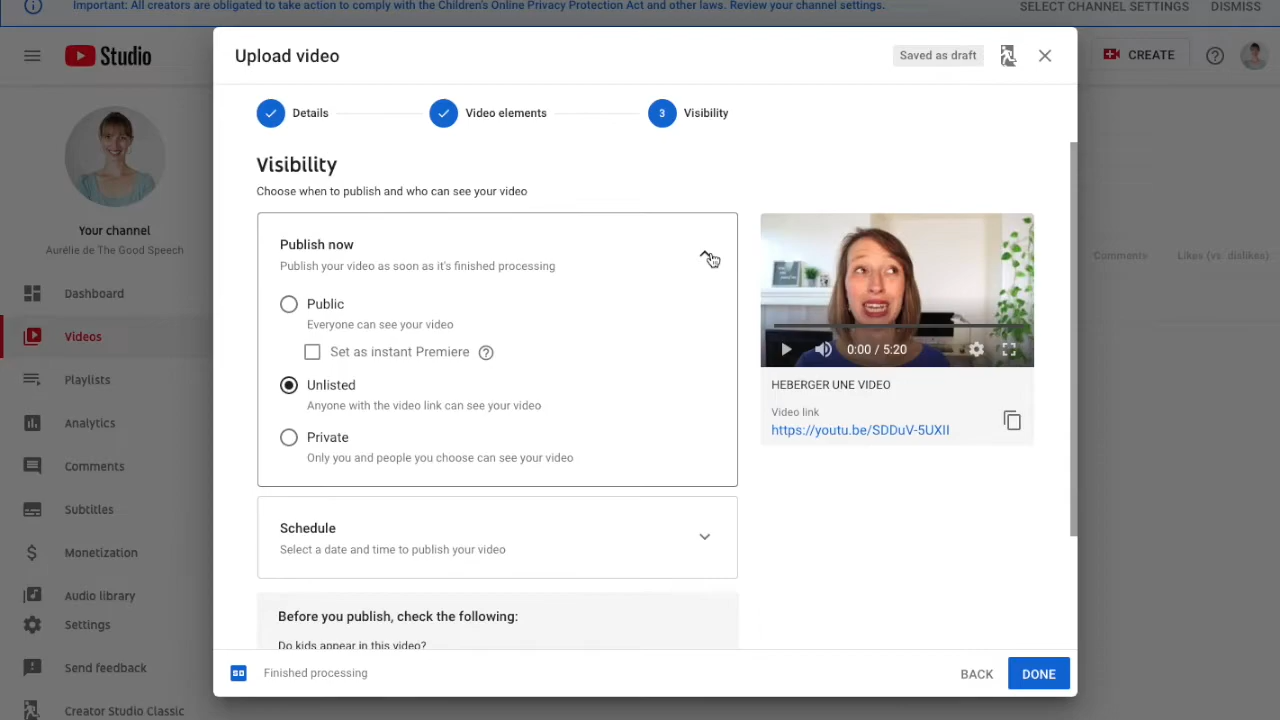 Important: All creators are obligated to take action to comply with the Children's Online Privacy Protection Act and other laws. Review your channel settings.
SELECT CHANNEL SETTINGS
DISMISS
Studio
CREATE
Upload video
Saved as draft
Details
Video elements
3
Visibility
Visibility
Choose when to publish and who can see your video
Publish now
Publish your video as soon as it's finished processing
Public
Everyone can see your video
Set as instant Premiere
Unlisted
Anyone with the video link can see your video
Private
Only you and people you choose can see your video
Schedule
Select a date and time to publish your video
Before you publish, check the following:
Do kids appear in this video?
0:00 / 5:20
HEBERGER UNE VIDEO
Video link
https://youtu.be/SDDuV-5UXII
Finished processing
BACK
DONE
Your channel
Aurélie de The Good Speech
Dashboard
Videos
Playlists
Analytics
Comments
Subtitles
Monetization
Audio library
Settings
Send feedback
Creator Studio Classic
Comments
Likes (vs. dislikes)